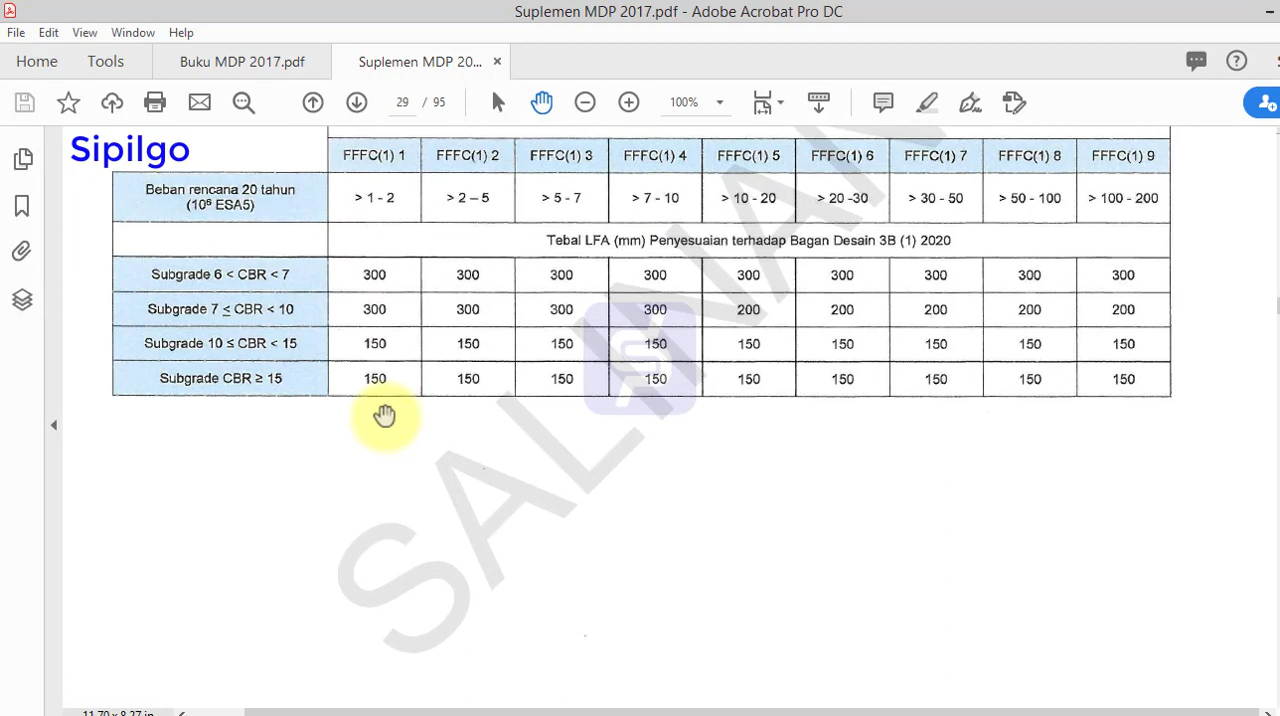 Suplemen MDP 2017.pdf - Adobe Acrobat Pro DC
File Edit View Window Help
Home Tools Buku MDP 2017.pdf Suplemen MDP 20... ×
29 / 95 100%
Sipilgo
FFFC(1) 1 FFFC(1) 2 FFFC(1) 3 FFFC(1) 4 FFFC(1) 5 FFFC(1) 6 FFFC(1) 7 FFFC(1) 8 FFFC(1) 9
Beban rencana 20 tahun
(10⁶ ESA5) > 1 - 2 > 2 – 5 > 5 - 7 > 7 - 10 > 10 - 20 > 20 -30 > 30 - 50 > 50 - 100 > 100 - 200
Tebal LFA (mm) Penyesuaian terhadap Bagan Desain 3B (1) 2020
Subgrade 6 < CBR < 7 300 300 300 300 300 300 300 300 300
Subgrade 7 ≤ CBR < 10 300 300 300 300 200 200 200 200 200
Subgrade 10 ≤ CBR < 15 150 150 150 150 150 150 150 150 150
Subgrade CBR ≥ 15 150 150 150 150 150 150 150 150 150
SALINAN
11,70 x 8,27 in